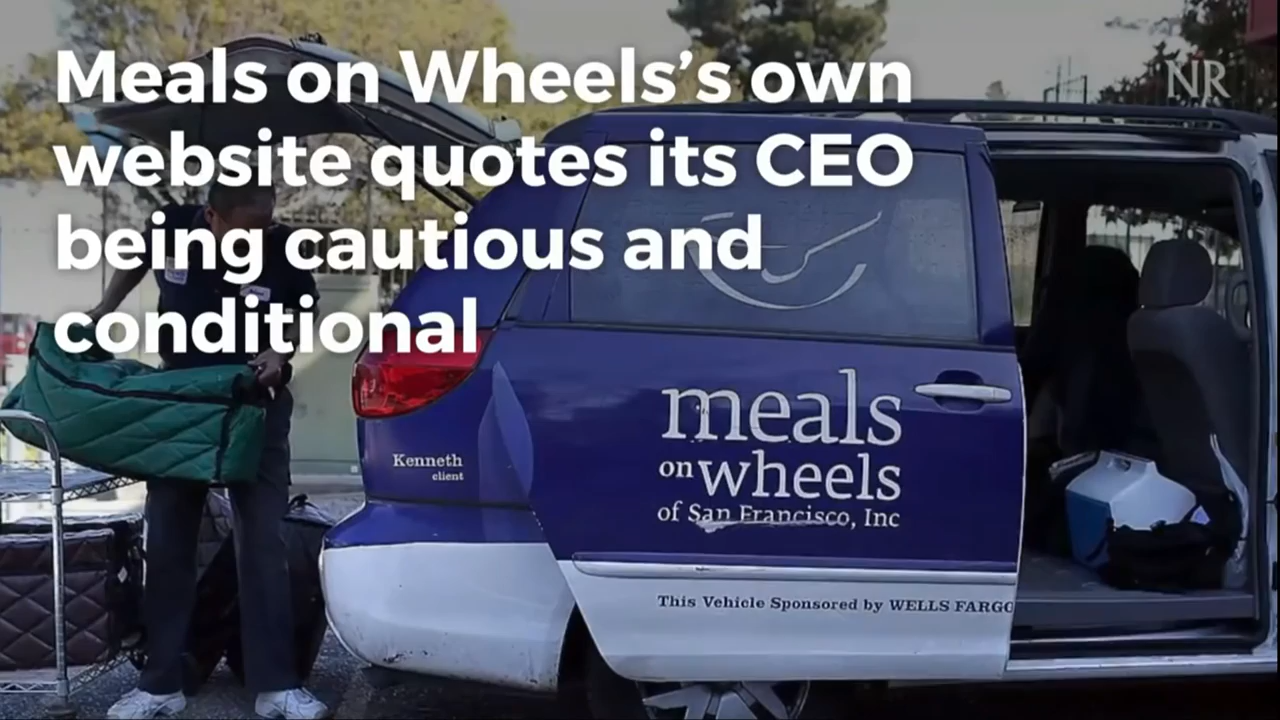 Meals on Wheels’s own
website quotes its CEO
being cautious and
conditional
NR
Kenneth
client
meals
on wheels
of San Francisco, Inc
This Vehicle Sponsored by WELLS FARGO